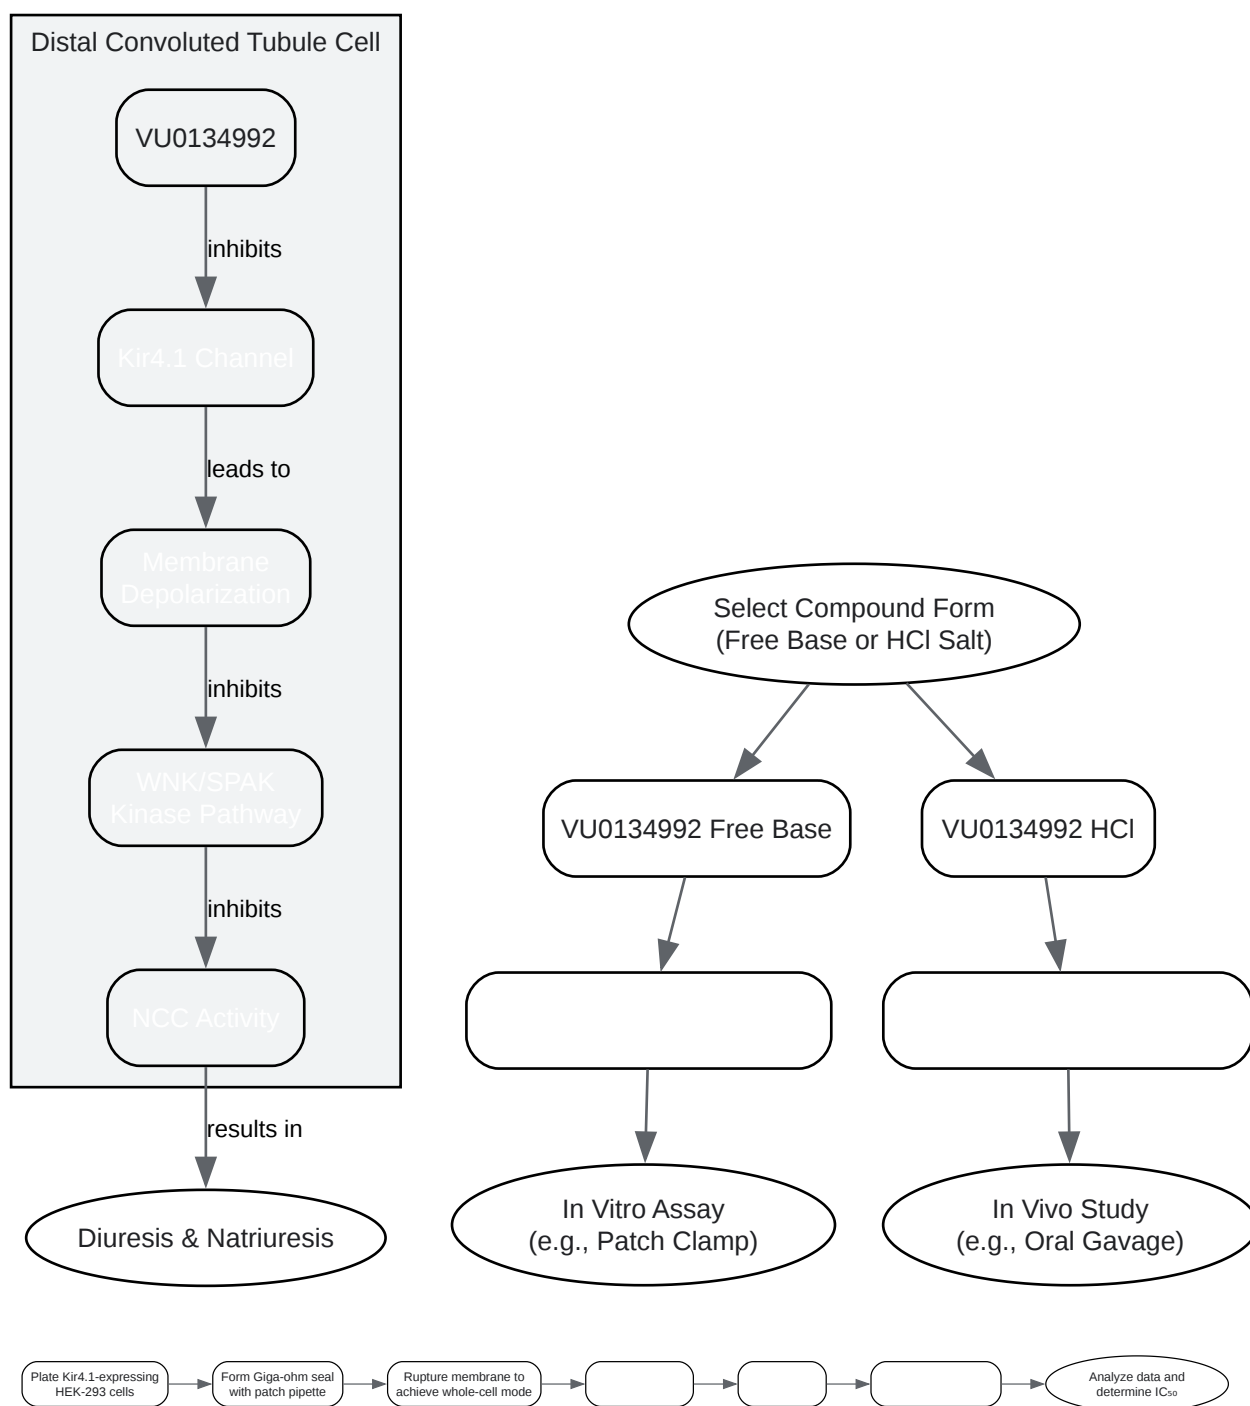 Distal Convoluted Tubule Cell
VU0134992
inhibits
Kir4.1 Channel
leads to
Membrane
Depolarization
inhibits
WNK/SPAK
Kinase Pathway
inhibits
NCC Activity
results in
Diuresis & Natriuresis
Select Compound Form
(Free Base or HCl Salt)
VU0134992 Free Base
VU0134992 HCl
In Vitro Assay
(e.g., Patch Clamp)
In Vivo Study
(e.g., Oral Gavage)
Plate Kir4.1-expressing
HEK-293 cells
Form Giga-ohm seal
with patch pipette
Rupture membrane to
achieve whole-cell mode
Analyze data and
determine IC₅₀